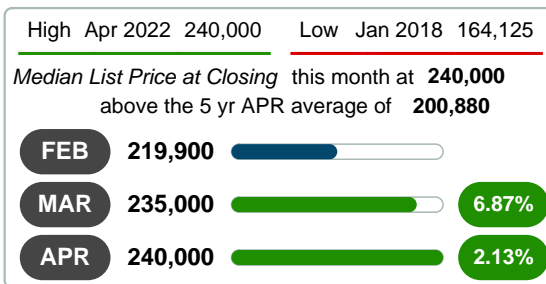 High Apr 2022 240,000 Low Jan 2018 164,125
Median List Price at Closing this month at 240,000
above the 5 yr APR average of 200,880
FEB 219,900
MAR 235,000 6.87%
APR 240,000 2.13%